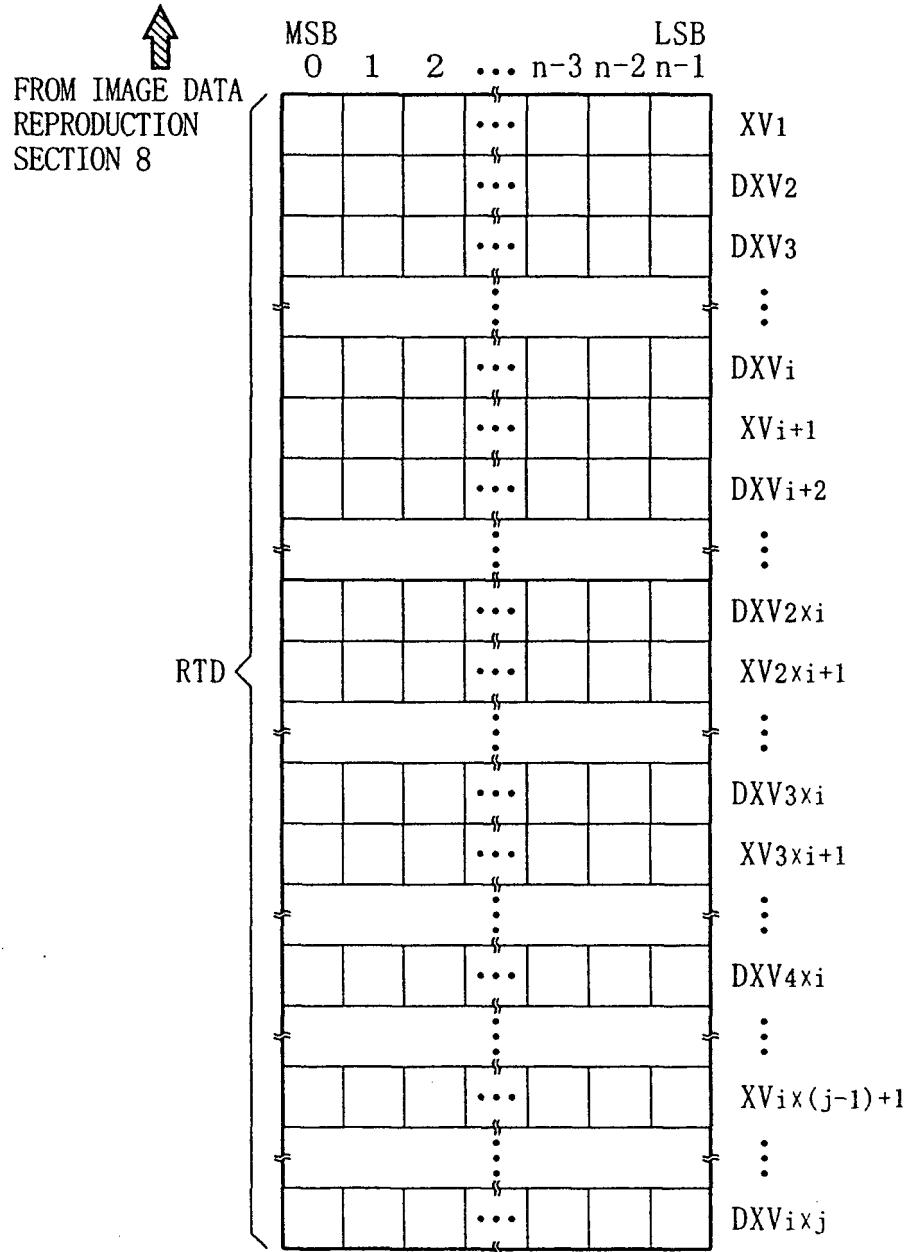 MSB LSB
0 1 2 ... n-3 n-2 n-1
FROM IMAGE DATA
REPRODUCTION
SECTION 8
XV1
DXV2
DXV3
DXVi
XVi+1
DXVi+2
DXV2×i
RTD
XV2×i+1
DXV3×i
XV3×i+1
DXV4×i
XVi×(j-1)+1
DXVi×j